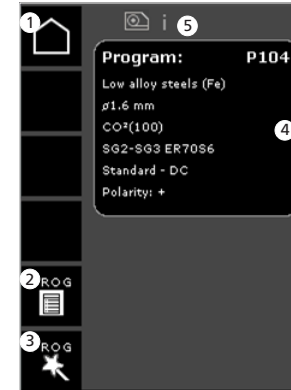 1
5
i
Program: P104
Low alloy steels (Fe)
ø1.6 mm
CO²(100)
4
SG2-SG3 ER70S6
Standard - DC
Polarity: +
2
ROG
3
ROG